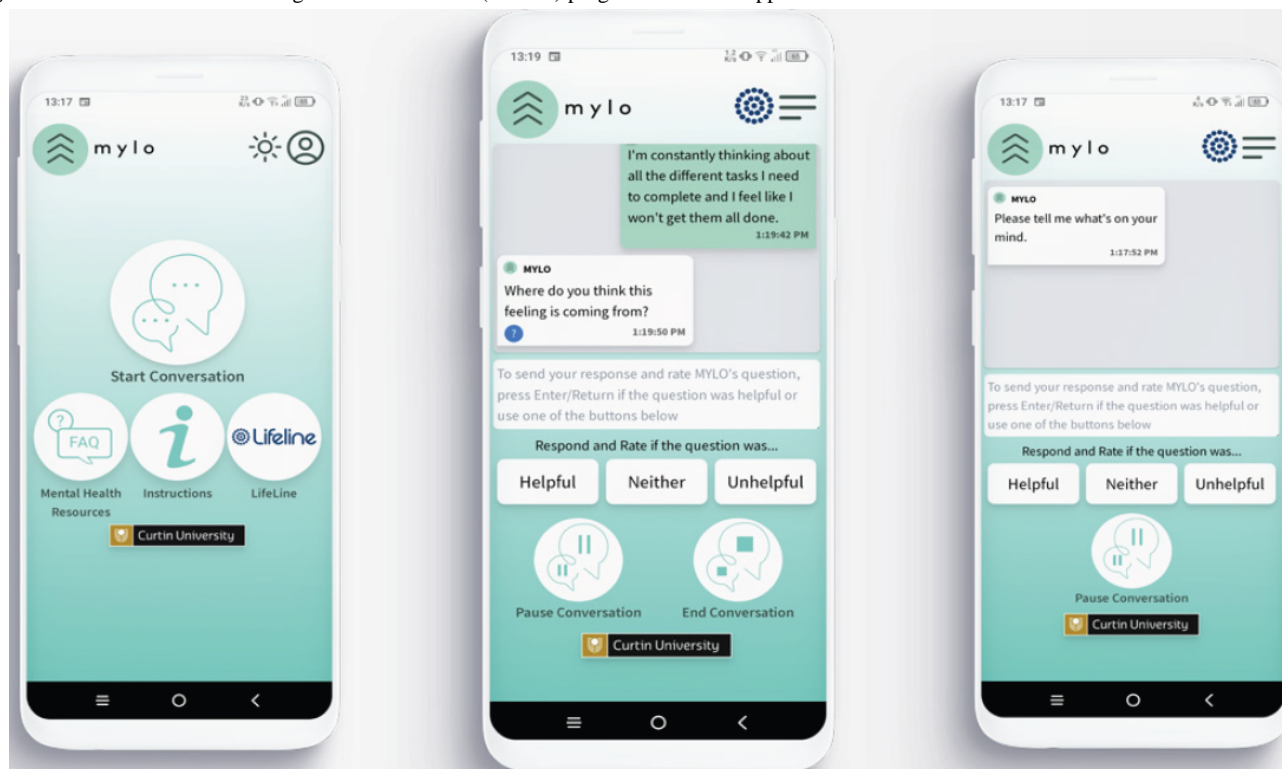 13:17
mylo
Start Conversation
FAQ
Lifeline
Mental Health
Resources
Instructions
LifeLine
Curtin University
13:19
mylo
I'm constantly thinking about
all the different tasks I need
to complete and I feel like I
won't get them all done.
1:19:42 PM
MYLO
Where do you think this
feeling is coming from?
?
1:19:50 PM
To send your response and rate MYLO's question,
press Enter/Return if the question was helpful or
use one of the buttons below
Respond and Rate if the question was...
Helpful
Neither
Unhelpful
Pause Conversation
End Conversation
Curtin University
13:17
mylo
MYLO
Please tell me what's on your
mind.
1:17:52 PM
To send your response and rate MYLO's question,
press Enter/Return if the question was helpful or
use one of the buttons below
Respond and Rate if the question was...
Helpful
Neither
Unhelpful
Pause Conversation
Curtin University